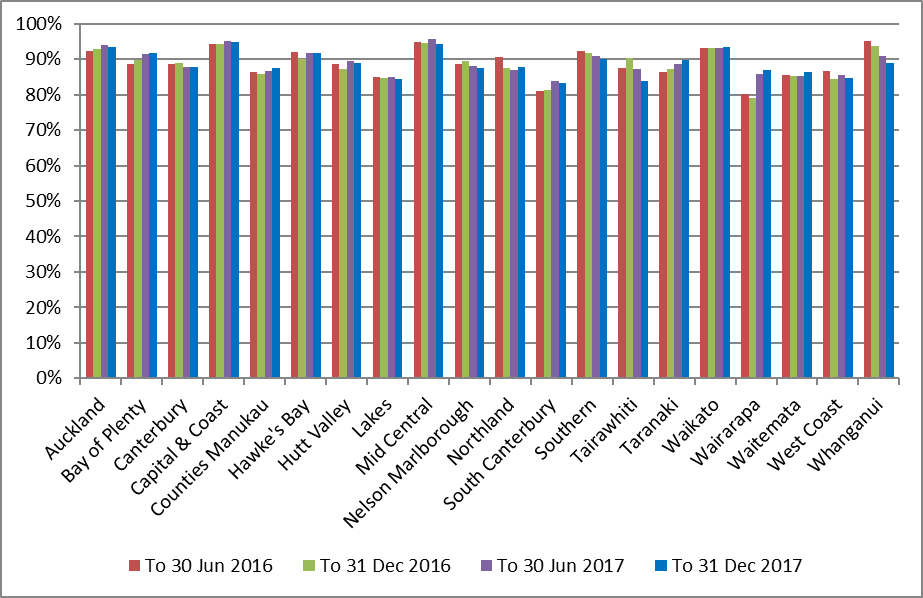 100%
90%
80%
70%
60%
50%
40%
30%
20%
10%
0%
Auckland
Bay of Plenty
Canterbury
Capital & Coast
Counties Manukau
Hawke's Bay
Hutt Valley
Lakes
Mid Central
Nelson Marlborough
Northland
South Canterbury
Southern
Tairawhiti
Taranaki
Waikato
Wairarapa
Waitemata
West Coast
Whanganui
To 30 Jun 2016 To 31 Dec 2016 To 30 Jun 2017 To 31 Dec 2017